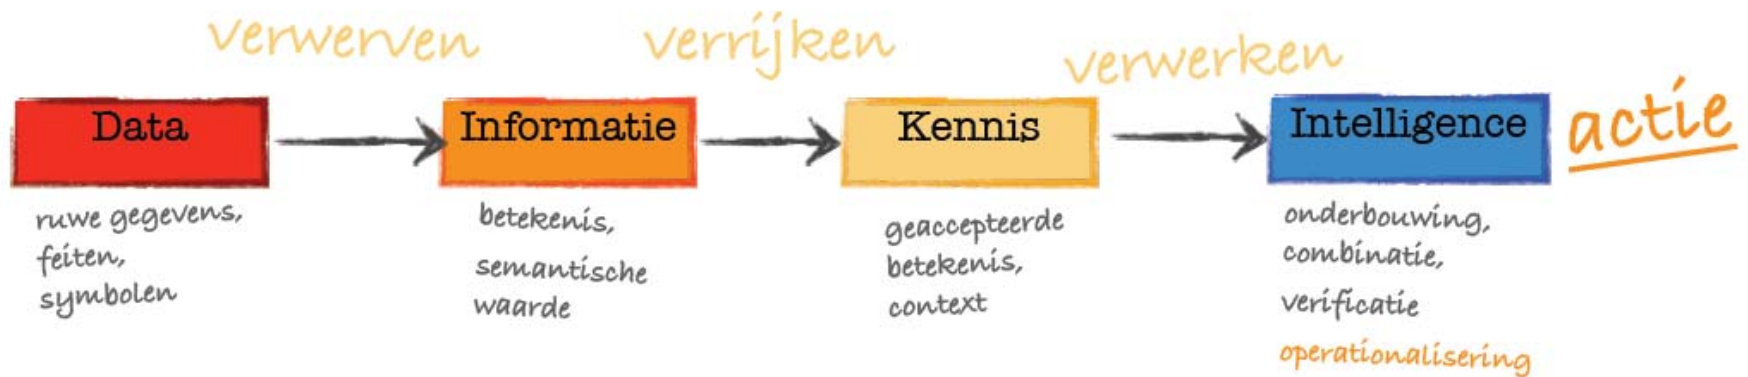 verwerven
verrijken
verwerken
Data
Informatie
Kennis
Intelligence
actie
ruwe gegevens,
feiten,
symbolen
betekenis,
semantische
waarde
geaccepteerde
betekenis,
context
onderbouwing,
combinatie,
verificatie
operationalisering